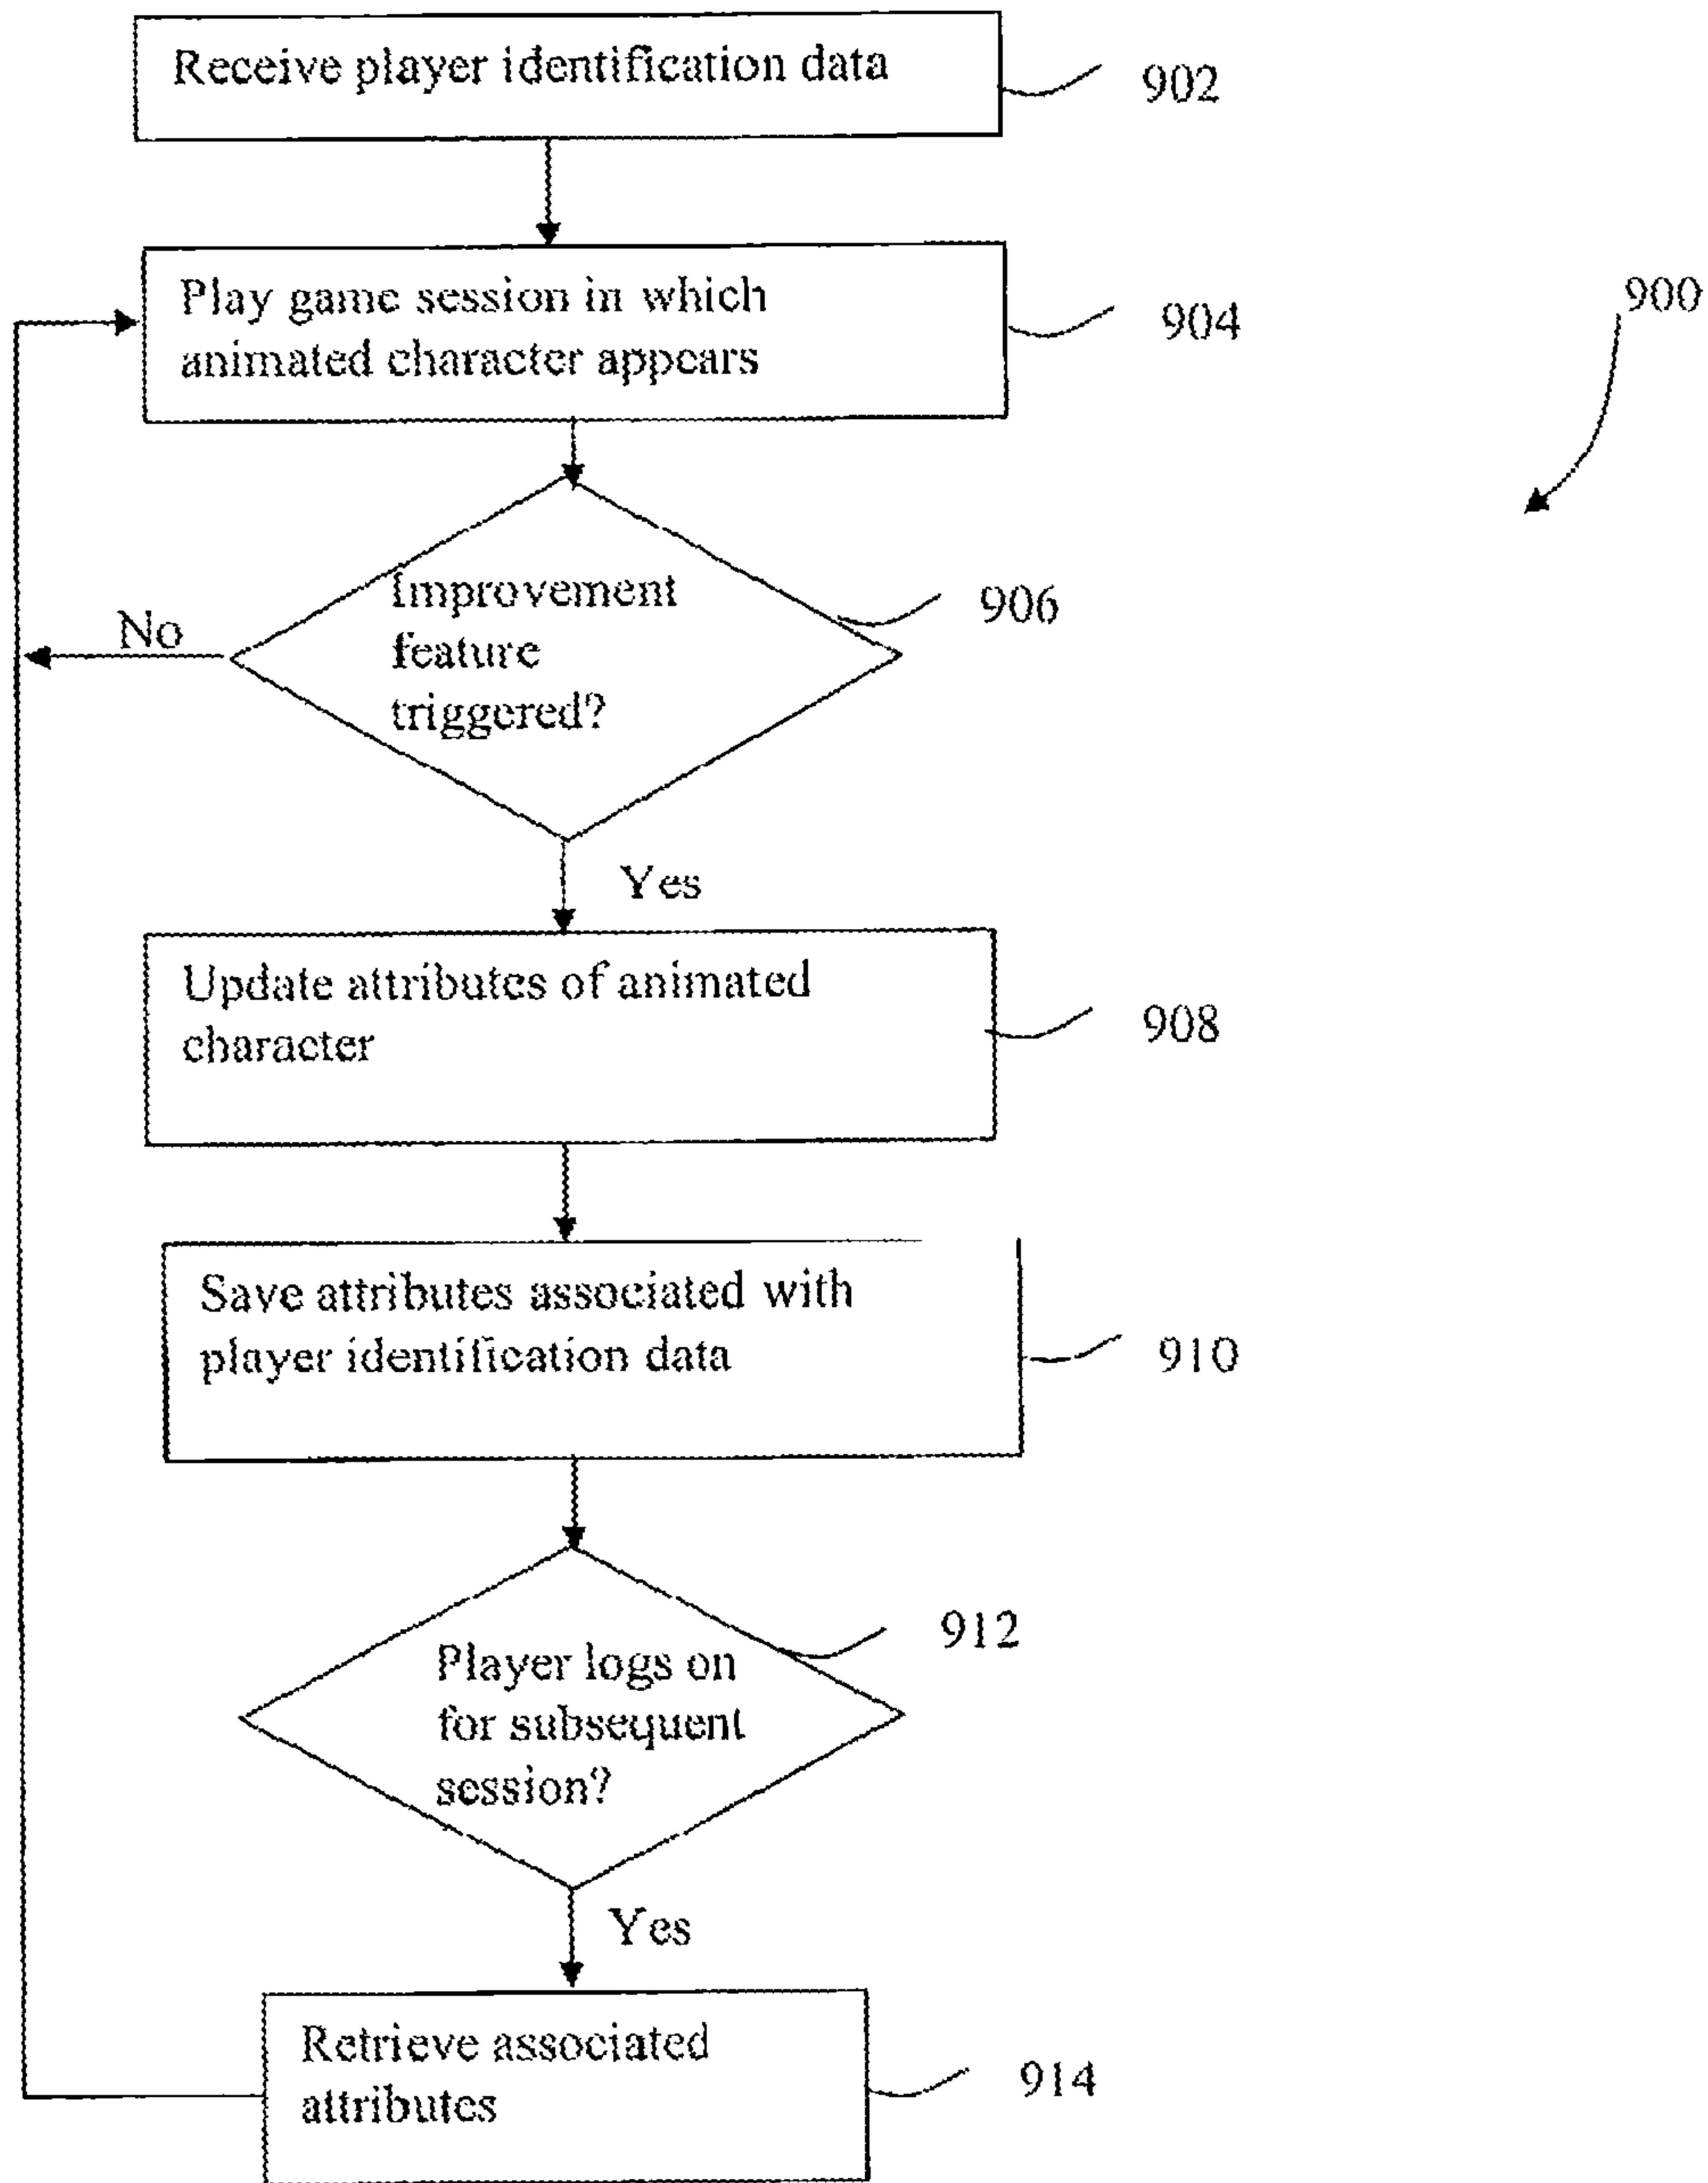 Receive player identification data
902
Play game session in which
animated character appears
904
900
Improvement
feature
triggered?
906
No
Yes
Update attributes of animated
character
908
Save attributes associated with
player identification data
910
Player logs on
for subsequent
session?
912
Yes
Retrieve associated
attributes
914